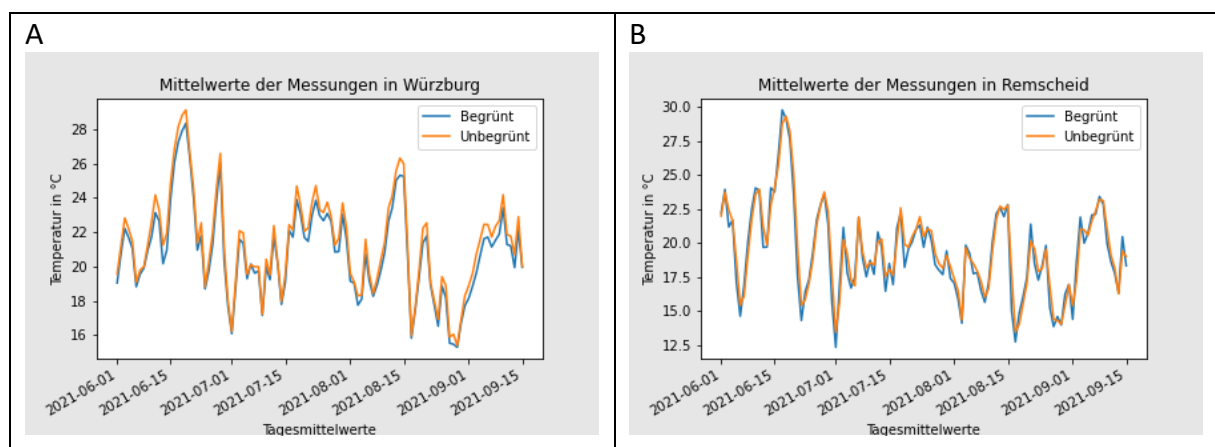 A
Mittelwerte der Messungen in Würzburg
Begrünt
Unbegrünt
28
26
24
22
20
18
16
Temperatur in °C
2021-06-01
2021-06-15
2021-07-01
2021-07-15
2021-08-01
2021-08-15
2021-09-01
2021-09-15
Tagesmittelwerte
B
Mittelwerte der Messungen in Remscheid
Begrünt
Unbegrünt
30.0
27.5
25.0
22.5
20.0
17.5
15.0
12.5
Temperatur in °C
2021-06-01
2021-06-15
2021-07-01
2021-07-15
2021-08-01
2021-08-15
2021-09-01
2021-09-15
Tagesmittelwerte